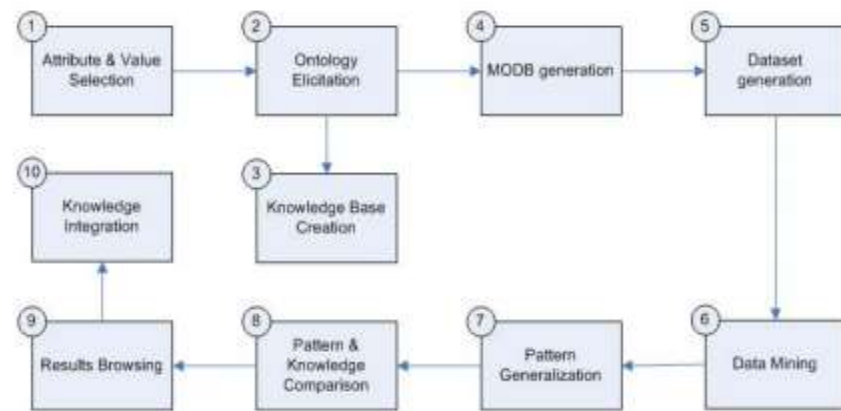 1
Attribute & Value
Selection
2
Ontology
Elicitation
4
MODB generation
5
Dataset
generation
10
Knowledge
Integration
3
Knowledge Base
Creation
9
Results Browsing
8
Pattern &
Knowledge
Comparison
7
Pattern
Generalization
6
Data Mining